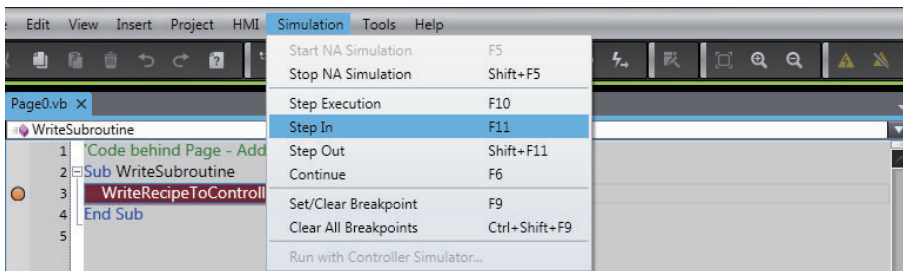 Edit View Insert Project HMI Simulation Tools Help
Start NA Simulation F5
Stop NA Simulation Shift+F5
Page0.vb
Step Execution F10
WriteSubroutine
Step In F11
1 'Code behind Page - Add
Step Out Shift+F11
2 Sub WriteSubroutine
Continue F6
3 WriteRecipeToControll
Set/Clear Breakpoint F9
4 End Sub
Clear All Breakpoints Ctrl+Shift+F9
5
Run with Controller Simulator...